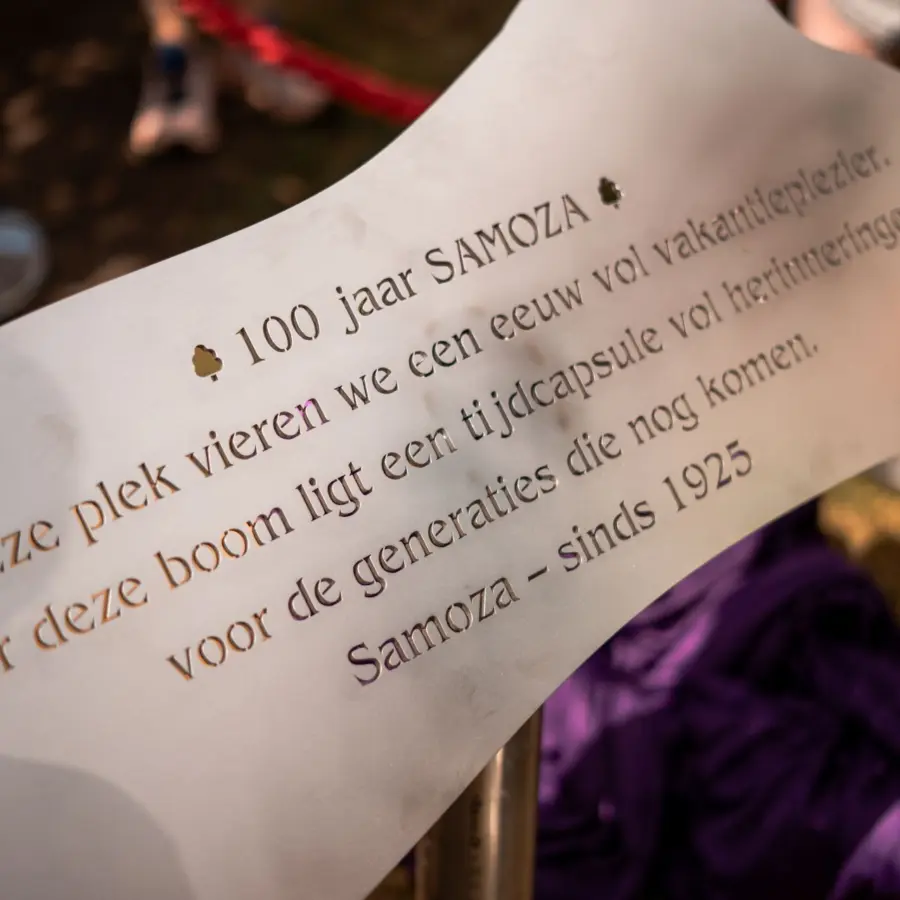 100 jaar SAMOZA
ze plek vieren we een eeuw vol vakantieplezier.
r deze boom ligt een tijdcapsule vol herinneringe
voor de generaties die nog komen.
Samoza – sinds 1925